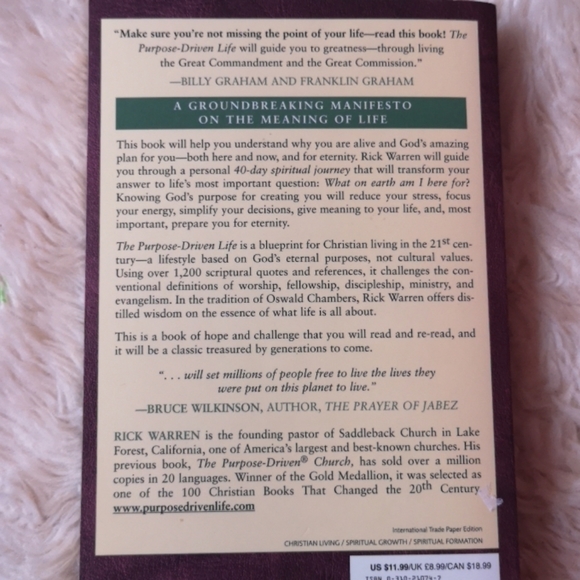 “Make sure you’re not missing the point of your life—read this book! The
Purpose-Driven Life will guide you to greatness—through living
the Great Commandment and the Great Commission.”
—BILLY GRAHAM AND FRANKLIN GRAHAM
A GROUNDBREAKING MANIFESTO
ON THE MEANING OF LIFE
This book will help you understand why you are alive and God’s amazing
plan for you—both here and now, and for eternity. Rick Warren will guide
you through a personal 40-day spiritual journey that will transform your
answer to life’s most important question: What on earth am I here for?
Knowing God’s purpose for creating you will reduce your stress, focus
your energy, simplify your decisions, give meaning to your life, and, most
important, prepare you for eternity.
The Purpose-Driven Life is a blueprint for Christian living in the 21st cen-
tury—a lifestyle based on God’s eternal purposes, not cultural values.
Using over 1,200 scriptural quotes and references, it challenges the con-
ventional definitions of worship, fellowship, discipleship, ministry, and
evangelism. In the tradition of Oswald Chambers, Rick Warren offers dis-
tilled wisdom on the essence of what life is all about.
This is a book of hope and challenge that you will read and re-read, and
it will be a classic treasured by generations to come.
“. . . will set millions of people free to live the lives they
were put on this planet to live.”
—BRUCE WILKINSON, AUTHOR, THE PRAYER OF JABEZ
RICK WARREN is the founding pastor of Saddleback Church in Lake
Forest, California, one of America’s largest and best-known churches. His
previous book, The Purpose-Driven® Church, has sold over a million
copies in 20 languages. Winner of the Gold Medallion, it was selected as
one of the 100 Christian Books That Changed the 20th Century
www.purposedrivenlife.com
International Trade Paper Edition
CHRISTIAN LIVING / SPIRITUAL GROWTH / SPIRITUAL FORMATION
US $11.99/UK £8.99/CAN $18.99